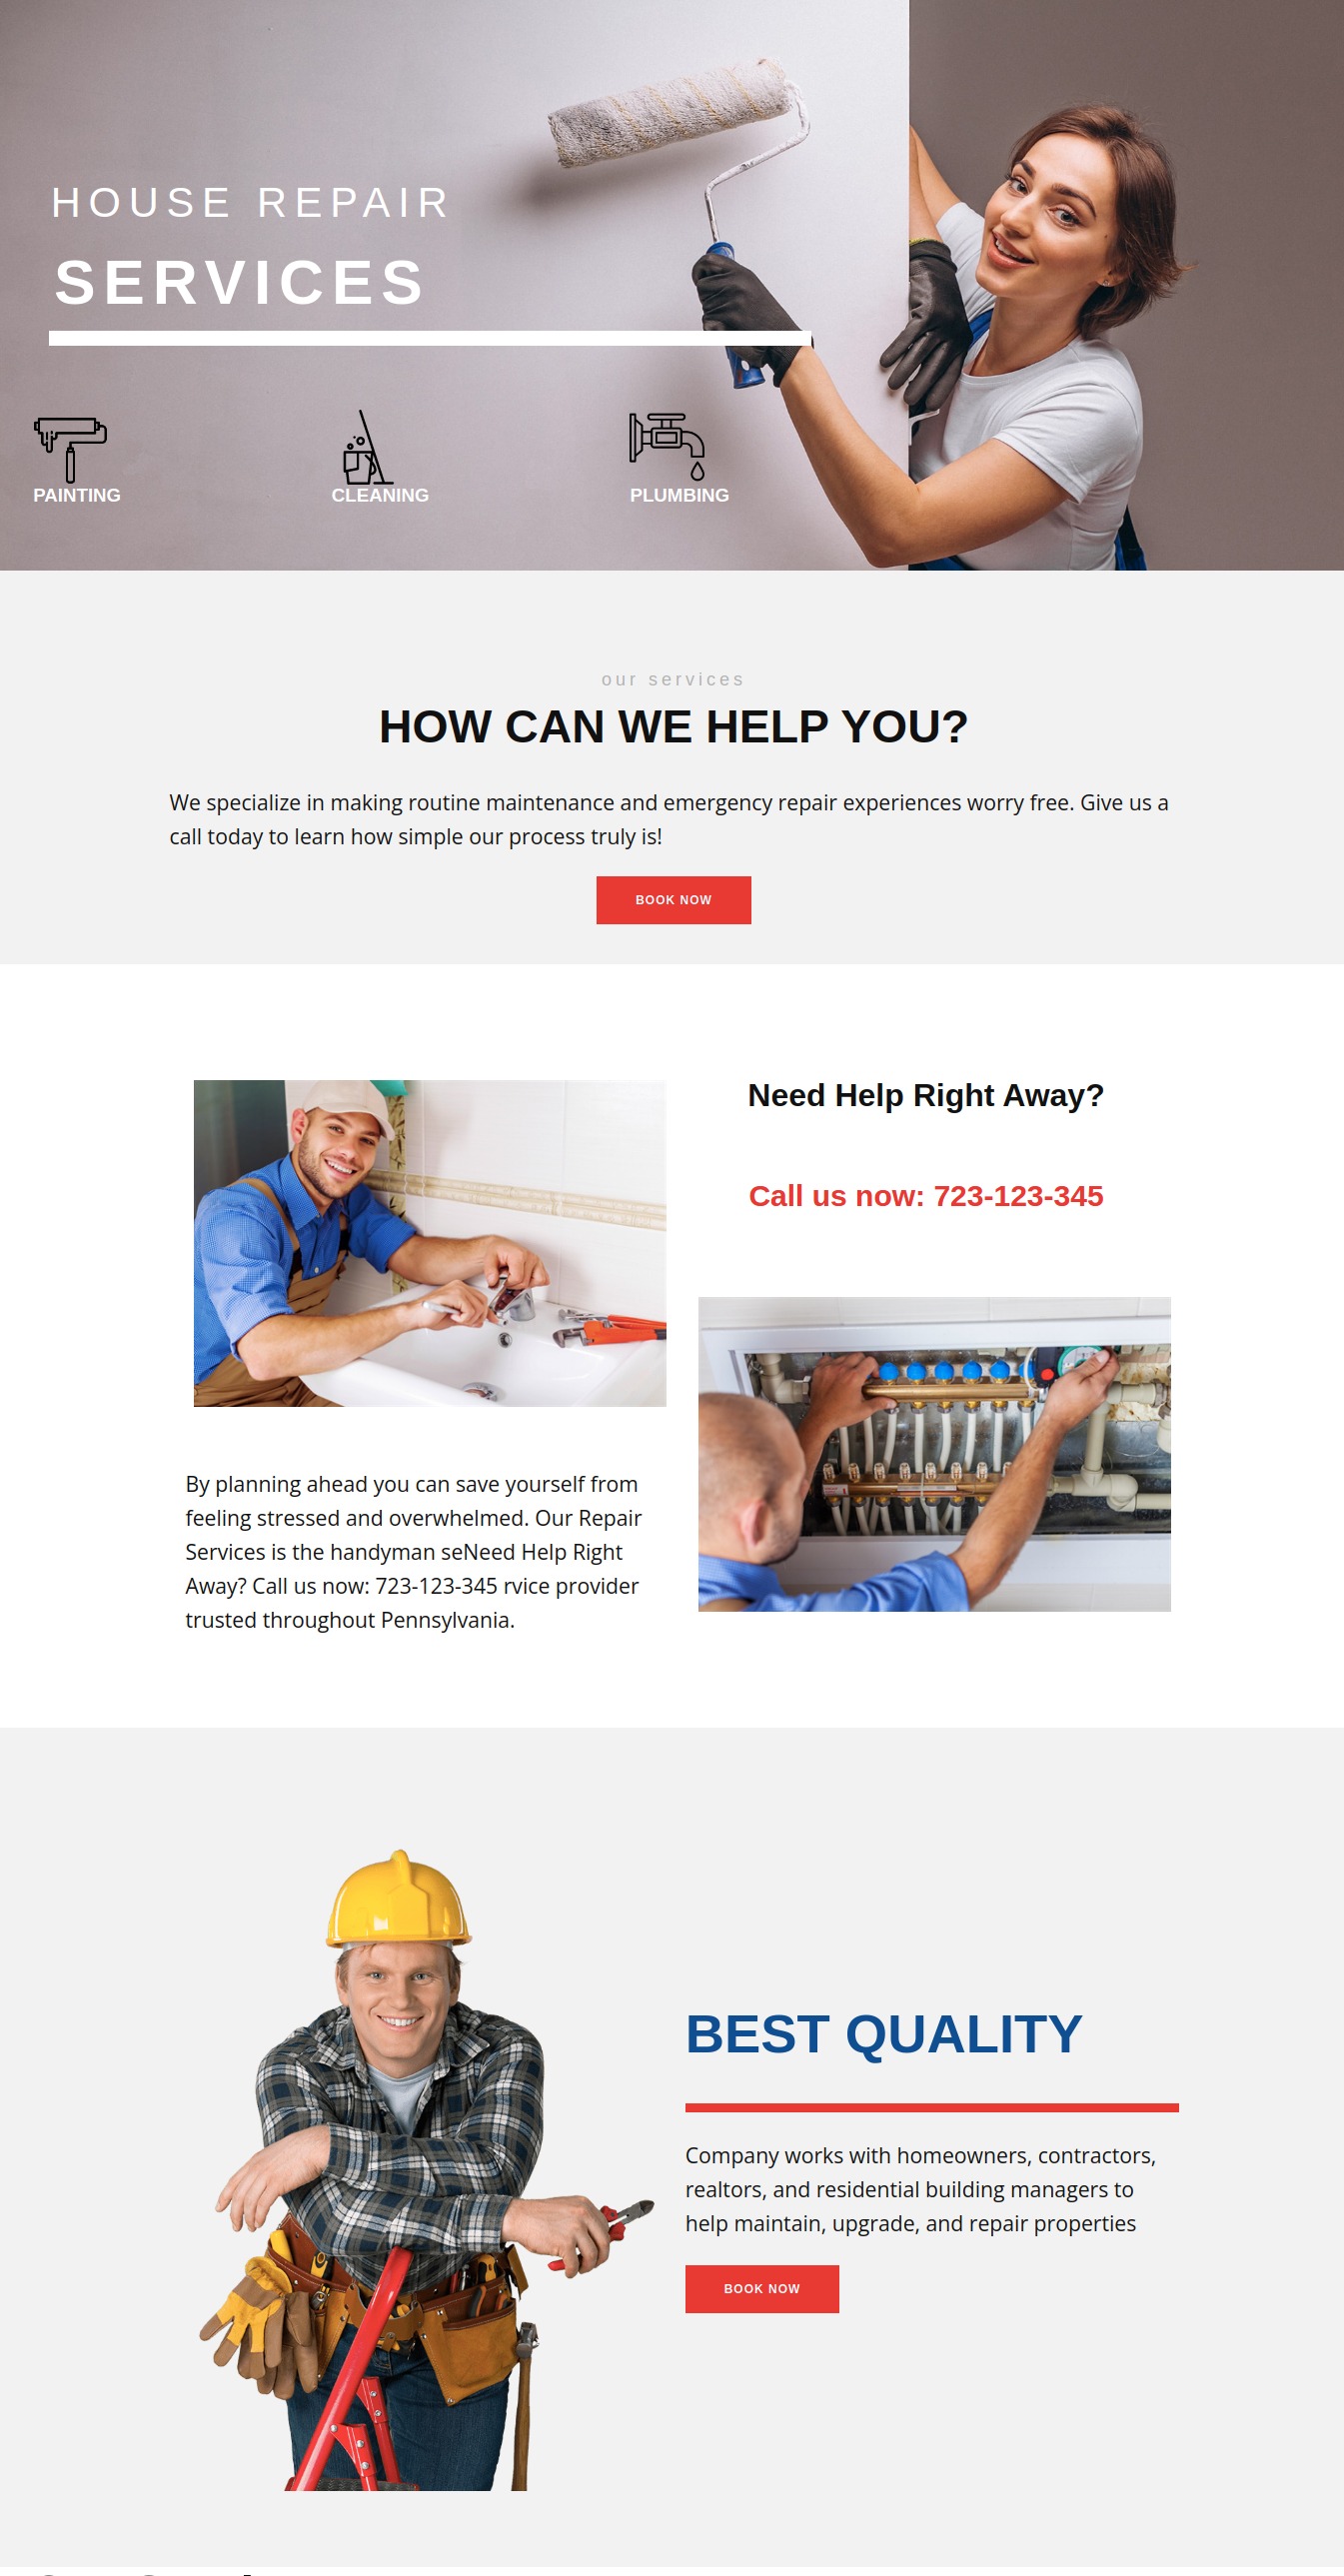 HOUSE REPAIR
SERVICES
PAINTING
CLEANING
PLUMBING
our services
HOW CAN WE HELP YOU?
We specialize in making routine maintenance and emergency repair experiences worry free. Give us a
call today to learn how simple our process truly is!
BOOK NOW
Need Help Right Away?
Call us now: 723-123-345
By planning ahead you can save yourself from
feeling stressed and overwhelmed. Our Repair
Services is the handyman seNeed Help Right
Away? Call us now: 723-123-345 rvice provider
trusted throughout Pennsylvania.
BEST QUALITY
Company works with homeowners, contractors,
realtors, and residential building managers to
help maintain, upgrade, and repair properties
BOOK NOW